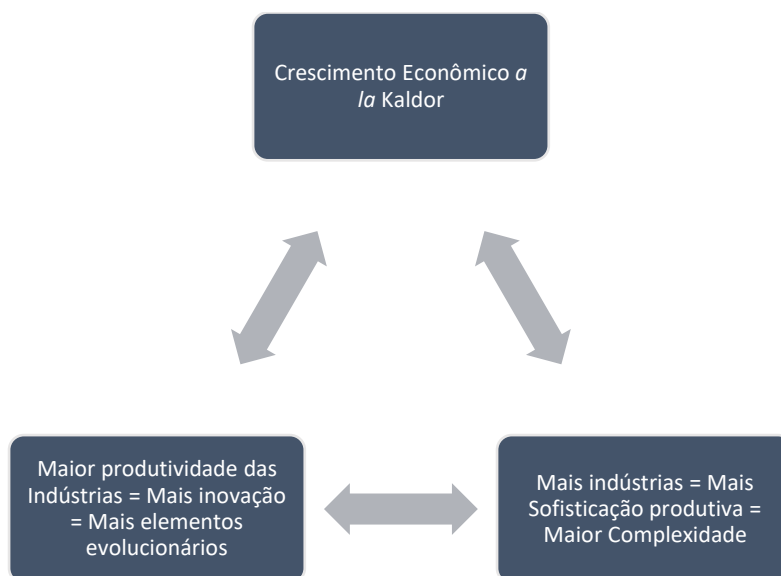 Crescimento Econômico a
la Kaldor
Maior produtividade das
Indústrias = Mais inovação
= Mais elementos
evolucionários
Mais indústrias = Mais
Sofisticação produtiva =
Maior Complexidade